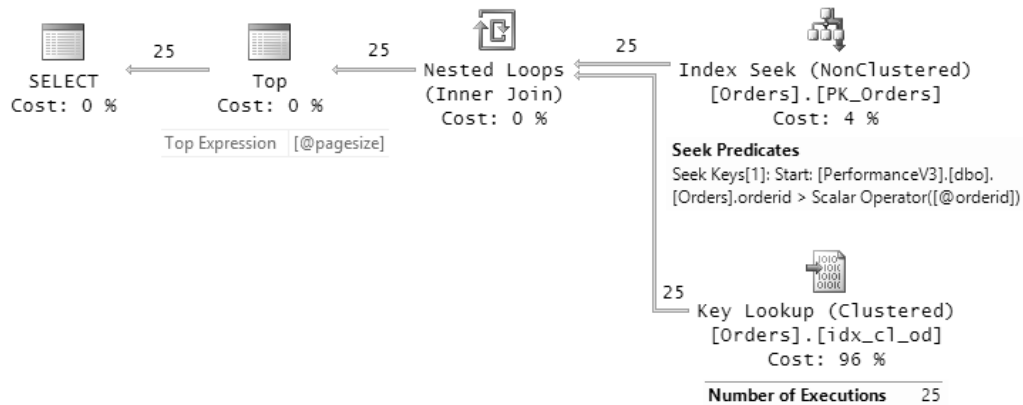 25
25
25
SELECT
Cost: 0 %
Top
Cost: 0 %
Top Expression [@pagesize]
Nested Loops
(Inner Join)
Cost: 0 %
Index Seek (NonClustered)
[Orders].[PK_Orders]
Cost: 4 %
Seek Predicates
Seek Keys[1]: Start: [PerformanceV3].[dbo].
[Orders].orderid > Scalar Operator([@orderid])
25
Key Lookup (Clustered)
[Orders].[idx_cl_od]
Cost: 96 %
Number of Executions 25